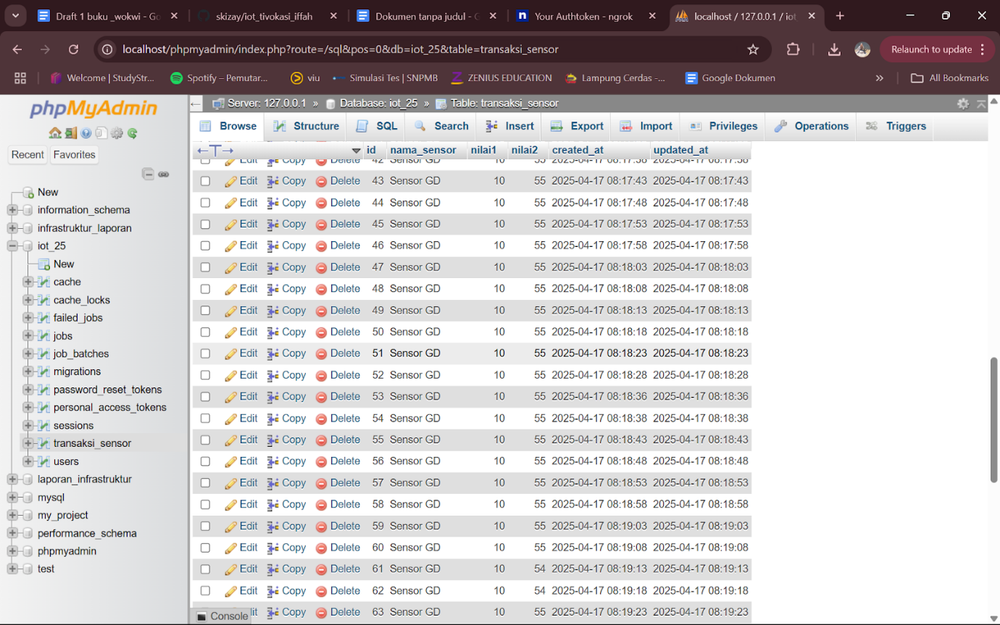 Draft 1 buku _wokwi - Go
skizay/iot_tivokasi_iffah
Dokumen tanpa judul - G
Your Authtoken - ngrok
localhost / 127.0.0.1 / iot
localhost/phpmyadmin/index.php?route=/sql&pos=0&db=iot_25&table=transaksi_sensor
Relaunch to update
Welcome | StudyStr... Spotify – Pemutar... viu Simulasi Tes | SNPMB ZENIUS EDUCATION Lampung Cerdas -... Google Dokumen » All Bookmarks
phpMyAdmin
Recent Favorites
New
information_schema
infrastruktur_laporan
iot_25
New
cache
cache_locks
failed_jobs
jobs
job_batches
migrations
password_reset_tokens
personal_access_tokens
sessions
transaksi_sensor
users
laporan_infrastruktur
mysql
my_project
performance_schema
phpmyadmin
test
Server: 127.0.0.1 » Database: iot_25 » Table: transaksi_sensor
Browse Structure SQL Search Insert Export Import Privileges Operations Triggers
id nama_sensor nilai1 nilai2 created_at updated_at
Edit Copy Delete 42 Sensor GD 10 55 2025-04-17 08:17:38 2025-04-17 08:17:38
Edit Copy Delete 43 Sensor GD 10 55 2025-04-17 08:17:43 2025-04-17 08:17:43
Edit Copy Delete 44 Sensor GD 10 55 2025-04-17 08:17:48 2025-04-17 08:17:48
Edit Copy Delete 45 Sensor GD 10 55 2025-04-17 08:17:53 2025-04-17 08:17:53
Edit Copy Delete 46 Sensor GD 10 55 2025-04-17 08:17:58 2025-04-17 08:17:58
Edit Copy Delete 47 Sensor GD 10 55 2025-04-17 08:18:03 2025-04-17 08:18:03
Edit Copy Delete 48 Sensor GD 10 55 2025-04-17 08:18:08 2025-04-17 08:18:08
Edit Copy Delete 49 Sensor GD 10 55 2025-04-17 08:18:13 2025-04-17 08:18:13
Edit Copy Delete 50 Sensor GD 10 55 2025-04-17 08:18:18 2025-04-17 08:18:18
Edit Copy Delete 51 Sensor GD 10 55 2025-04-17 08:18:23 2025-04-17 08:18:23
Edit Copy Delete 52 Sensor GD 10 55 2025-04-17 08:18:28 2025-04-17 08:18:28
Edit Copy Delete 53 Sensor GD 10 55 2025-04-17 08:18:36 2025-04-17 08:18:36
Edit Copy Delete 54 Sensor GD 10 55 2025-04-17 08:18:38 2025-04-17 08:18:38
Edit Copy Delete 55 Sensor GD 10 55 2025-04-17 08:18:43 2025-04-17 08:18:43
Edit Copy Delete 56 Sensor GD 10 55 2025-04-17 08:18:48 2025-04-17 08:18:48
Edit Copy Delete 57 Sensor GD 10 55 2025-04-17 08:18:53 2025-04-17 08:18:53
Edit Copy Delete 58 Sensor GD 10 55 2025-04-17 08:18:58 2025-04-17 08:18:58
Edit Copy Delete 59 Sensor GD 10 55 2025-04-17 08:19:03 2025-04-17 08:19:03
Edit Copy Delete 60 Sensor GD 10 55 2025-04-17 08:19:08 2025-04-17 08:19:08
Edit Copy Delete 61 Sensor GD 10 54 2025-04-17 08:19:13 2025-04-17 08:19:13
Edit Copy Delete 62 Sensor GD 10 54 2025-04-17 08:19:18 2025-04-17 08:19:18
Console it Copy Delete 63 Sensor GD 10 55 2025-04-17 08:19:23 2025-04-17 08:19:23